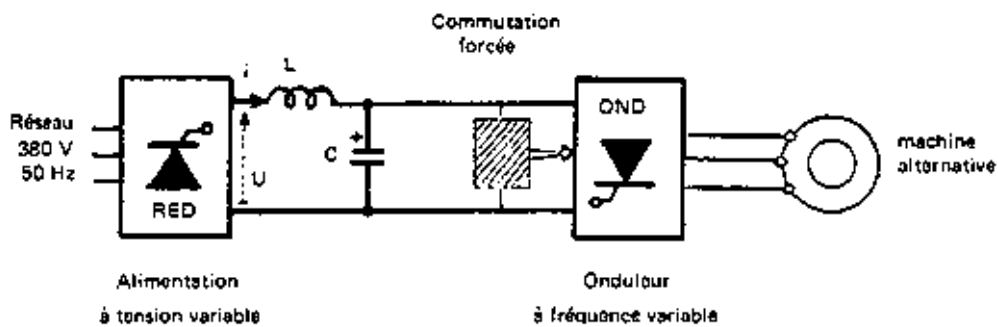 Commutation
forcée
i
L
Réseau
380 V
50 Hz
RED
U
+
C
OND
machine
alternative
Alimentation
à tension variable
Onduleur
à fréquence variable